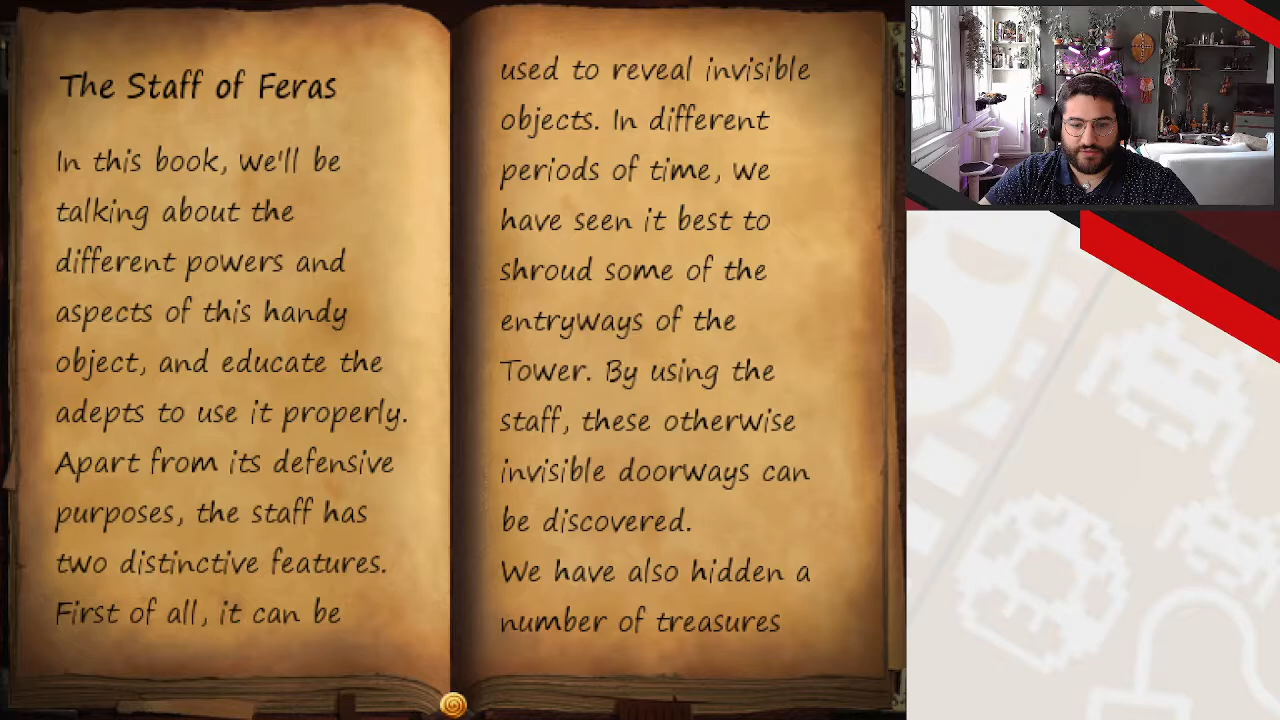 The Staff of Feras
In this book, we'll be
talking about the
different powers and
aspects of this handy
object, and educate the
adepts to use it properly.
Apart from its defensive
purposes, the staff has
two distinctive features.
First of all, it can be
used to reveal invisible
objects. In different
periods of time, we
have seen it best to
shroud some of the
entryways of the
Tower. By using the
staff, these otherwise
invisible doorways can
be discovered.
We have also hidden a
number of treasures